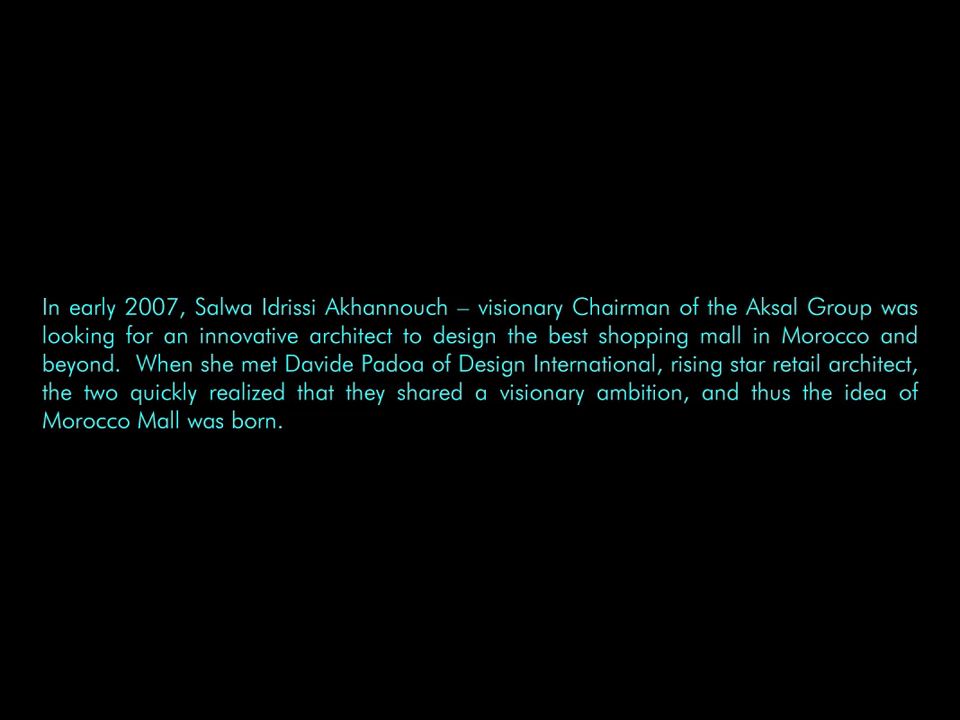 In early 2007, Salwa Idrissi Akhannouch – visionary Chairman of the Aksal Group was
looking for an innovative architect to design the best shopping mall in Morocco and
beyond.  When she met Davide Padoa of Design International, rising star retail architect,
the two quickly realized that they shared a visionary ambition, and thus the idea of
Morocco Mall was born.